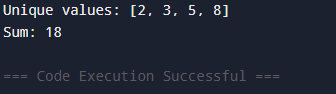 Unique values: [2, 3, 5, 8]
Sum: 18
=== Code Execution Successful ===